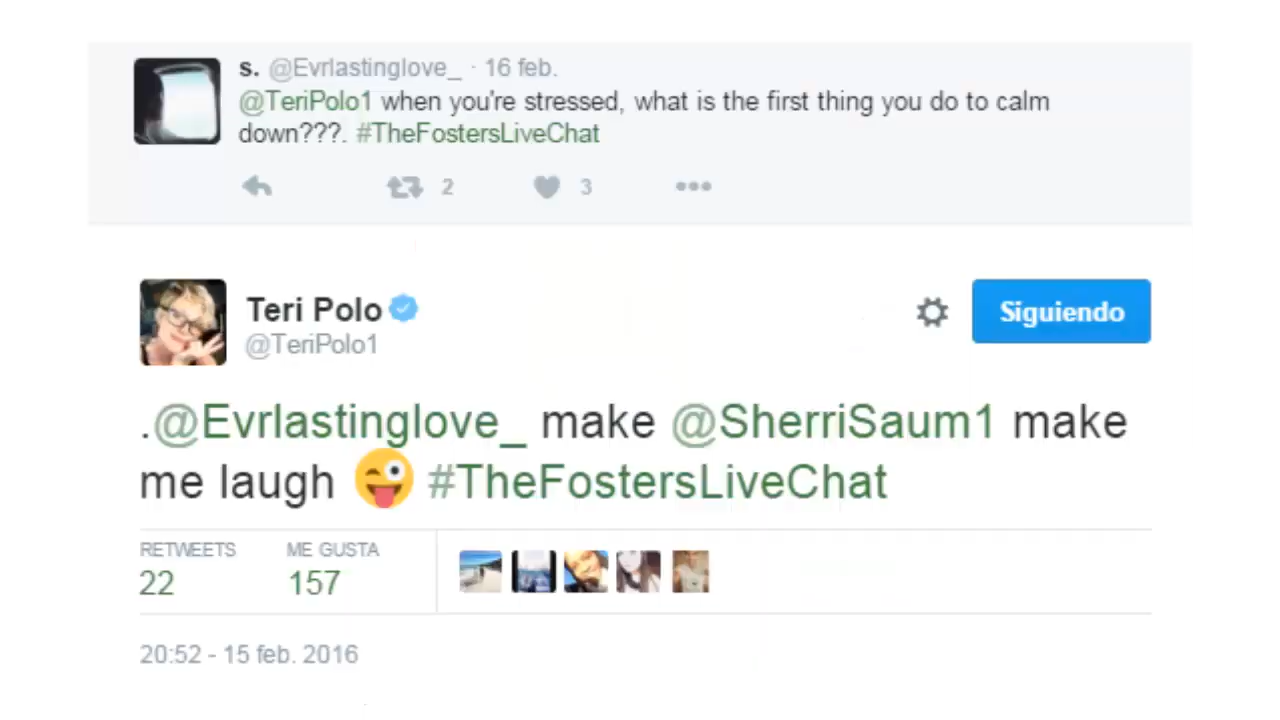 s. @Evrlastinglove_ · 16 feb.
@TeriPolo1 when you're stressed, what is the first thing you do to calm
down???. #TheFostersLiveChat
2 3
Teri Polo
@TeriPolo1
Siguiendo
.@Evrlastinglove_ make @SherriSaum1 make
me laugh 😜 #TheFostersLiveChat
RETWEETS ME GUSTA
22 157
20:52 - 15 feb. 2016